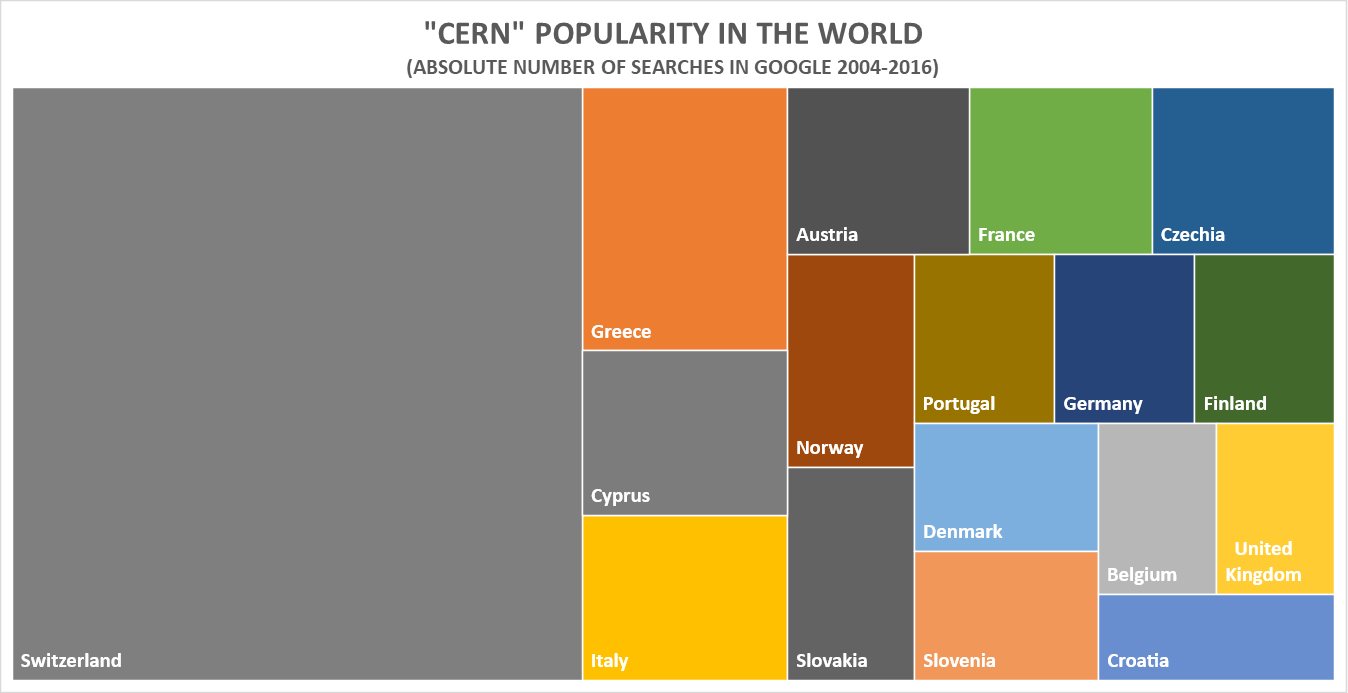 "CERN" POPULARITY IN THE WORLD
(ABSOLUTE NUMBER OF SEARCHES IN GOOGLE 2004-2016)
Switzerland
Greece
Cyprus
Italy
Austria
France
Czechia
Norway
Portugal
Germany
Finland
Slovakia
Denmark
Slovenia
Belgium
United
Kingdom
Croatia